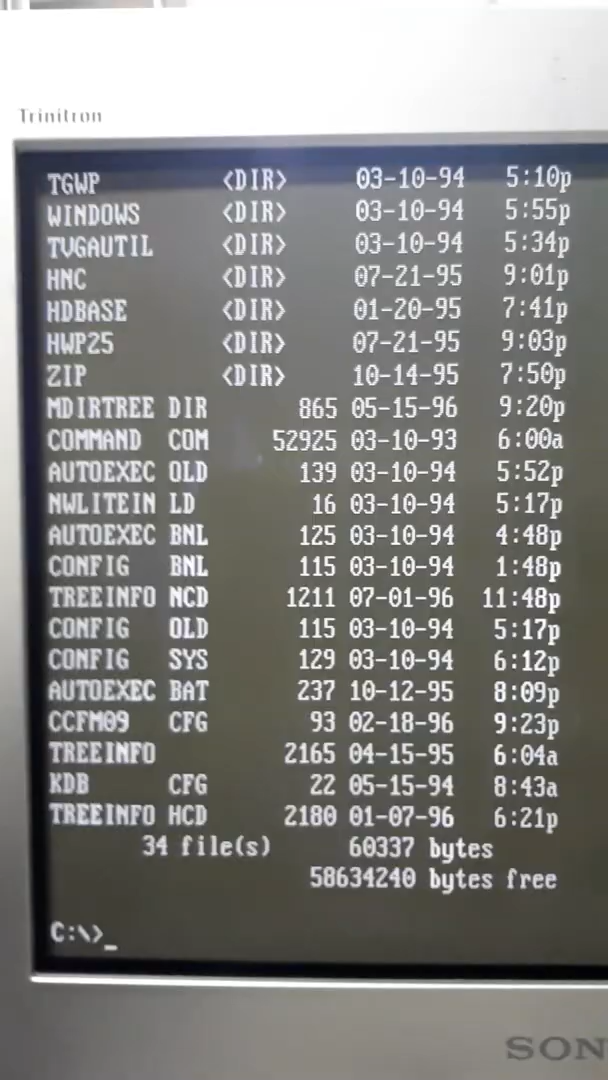 Trinitron
TGWP <DIR> 03-10-94 5:10p
WINDOWS <DIR> 03-10-94 5:55p
TVGAUTIL <DIR> 03-10-94 5:34p
HNC <DIR> 07-21-95 9:01p
HDBASE <DIR> 01-20-95 7:41p
HWP25 <DIR> 07-21-95 9:03p
ZIP <DIR> 10-14-95 7:50p
MDIRTREE DIR 865 05-15-96 9:20p
COMMAND COM 52925 03-10-93 6:00a
AUTOEXEC OLD 139 03-10-94 5:52p
NWLITEIN LD 16 03-10-94 5:17p
AUTOEXEC BNL 125 03-10-94 4:48p
CONFIG BNL 115 03-10-94 1:48p
TREEINFO NCD 1211 07-01-96 11:48p
CONFIG OLD 115 03-10-94 5:17p
CONFIG SYS 129 03-10-94 6:12p
AUTOEXEC BAT 237 10-12-95 8:09p
CCFM09 CFG 93 02-18-96 9:23p
TREEINFO 2165 04-15-95 6:04a
KDB CFG 22 05-15-94 8:43a
TREEINFO HCD 2180 01-07-96 6:21p
34 file(s) 60337 bytes
58634240 bytes free
C:\>_
SON